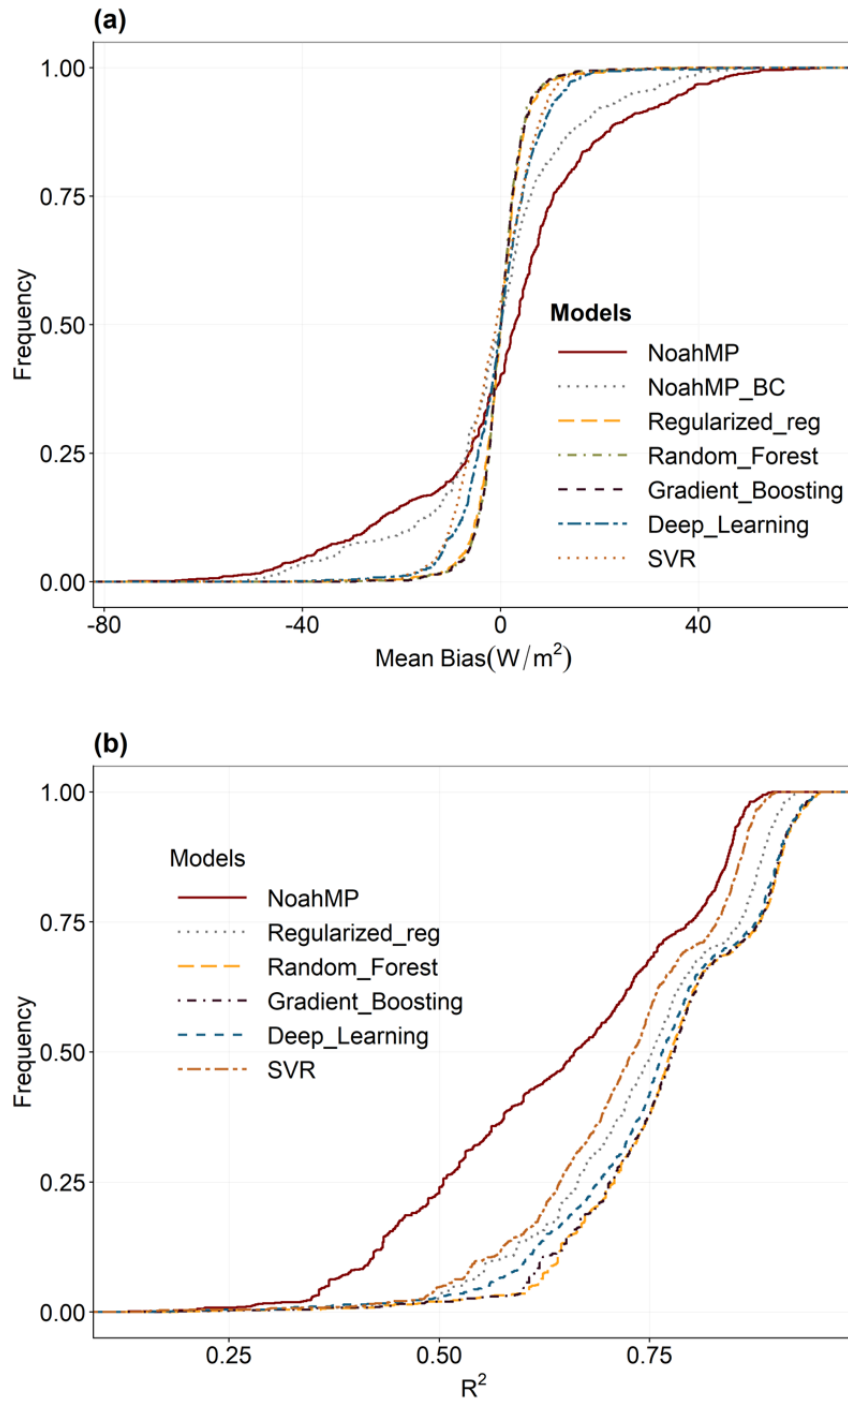 (a)
1.00
0.75
0.50
0.25
0.00
Frequency
Models
NoahMP
NoahMP_BC
Regularized_reg
Random_Forest
Gradient_Boosting
Deep_Learning
SVR
-80
-40
0
40
Mean Bias(W/m²)
(b)
1.00
0.75
0.50
0.25
0.00
Frequency
Models
NoahMP
Regularized_reg
Random_Forest
Gradient_Boosting
Deep_Learning
SVR
0.25
0.50
0.75
R²